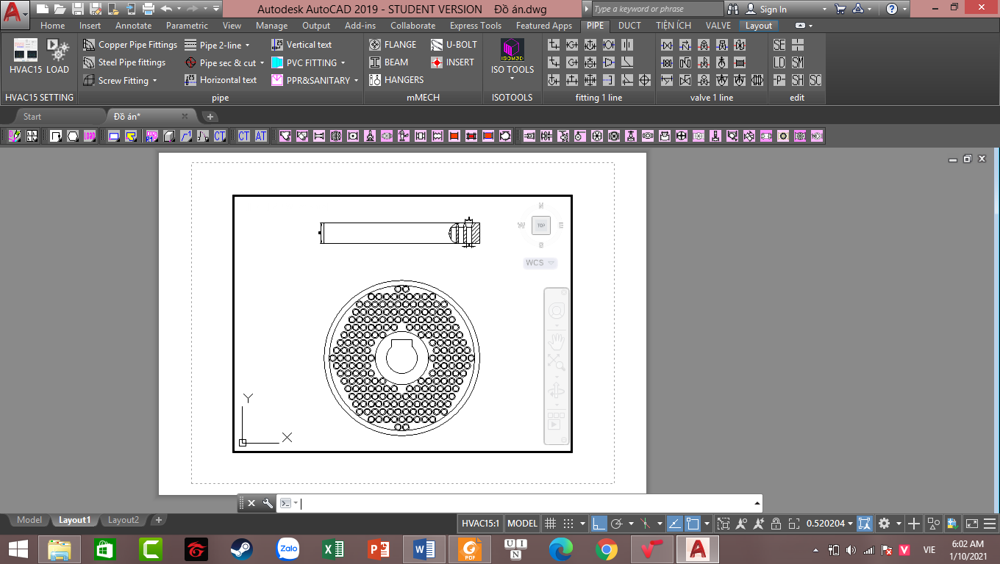 Autodesk AutoCAD 2019 - STUDENT VERSION Đồ án.dwg
Type a keyword or phrase
Sign In
Home Insert Annotate Parametric View Manage Output Add-ins Collaborate Express Tools Featured Apps PIPE DUCT TIỆN ÍCH VALVE Layout
Copper Pipe Fittings Pipe 2-line Vertical text FLANGE U-BOLT SE
Steel Pipe fittings Pipe sec & cut PVC FITTING BEAM INSERT LD SM
HVAC15 LOAD ISO TOOLS
ISOM3D
Screw Fitting Horizontal text PPR&SANITARY HANGERS -P- SH SC
HVAC15 SETTING pipe mMECH ISOTOOLS fitting 1 line valve 1 line edit
Start Đồ án*
LOAD CT CT AT
N
W TOP E
S
WCS
Y
X
Model Layout1 Layout2
HVAC15:1 MODEL 0.520204
Zalo PDF U I N VIE
6:02 AM
1/10/2021